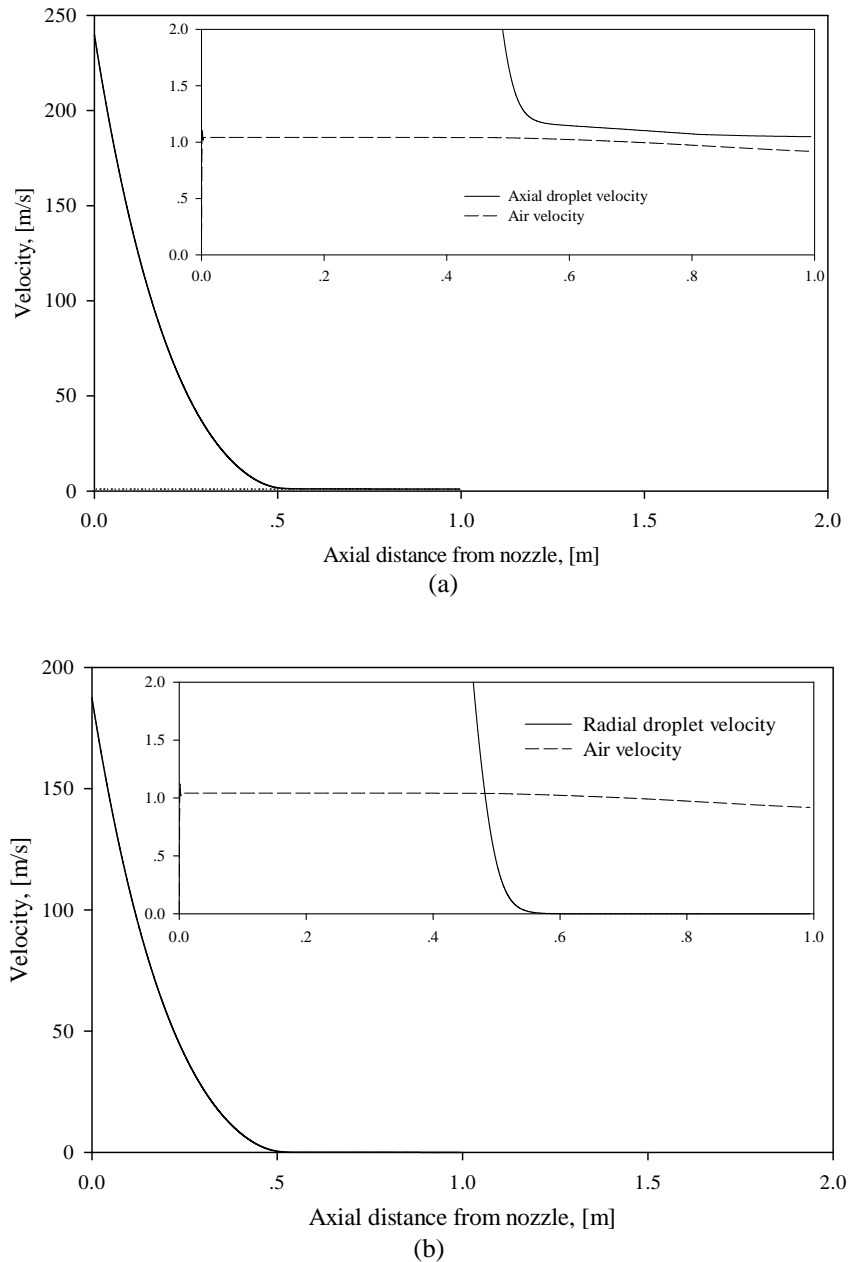 250
200
150
100
50
0
Velocity, [m/s]
2.0
1.5
1.0
.5
0.0
0.0 .2 .4 .6 .8 1.0
Axial droplet velocity
Air velocity
0.0 .5 1.0 1.5 2.0
Axial distance from nozzle, [m]
(a)
200
150
100
50
0
Velocity, [m/s]
2.0
1.5
1.0
.5
0.0
0.0 .2 .4 .6 .8 1.0
Radial droplet velocity
Air velocity
0.0 .5 1.0 1.5 2.0
Axial distance from nozzle, [m]
(b)